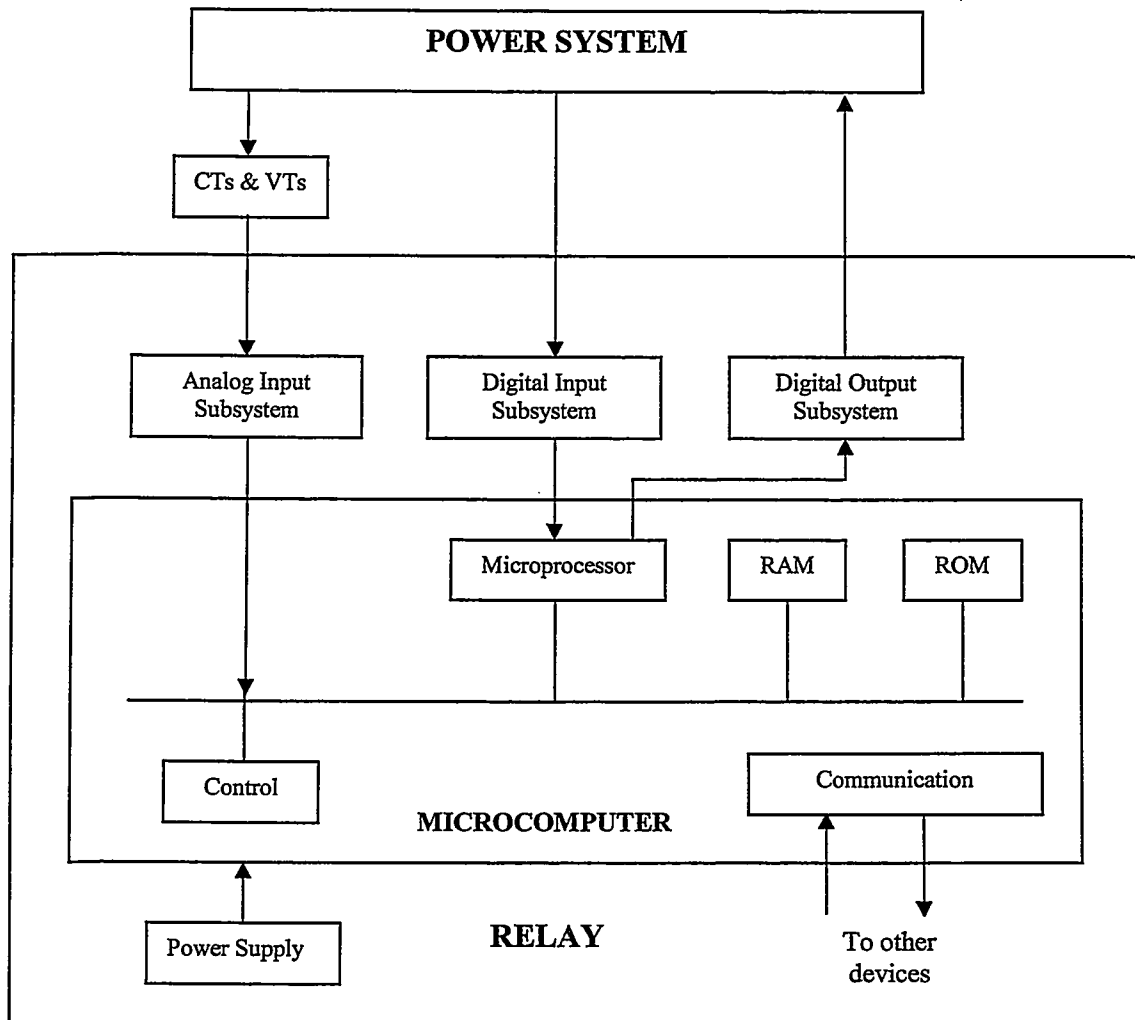 POWER SYSTEM
CTs & VTs
Analog Input
Subsystem
Digital Input
Subsystem
Digital Output
Subsystem
Microprocessor
RAM
ROM
Control
Communication
MICROCOMPUTER
Power Supply
RELAY
To other
devices